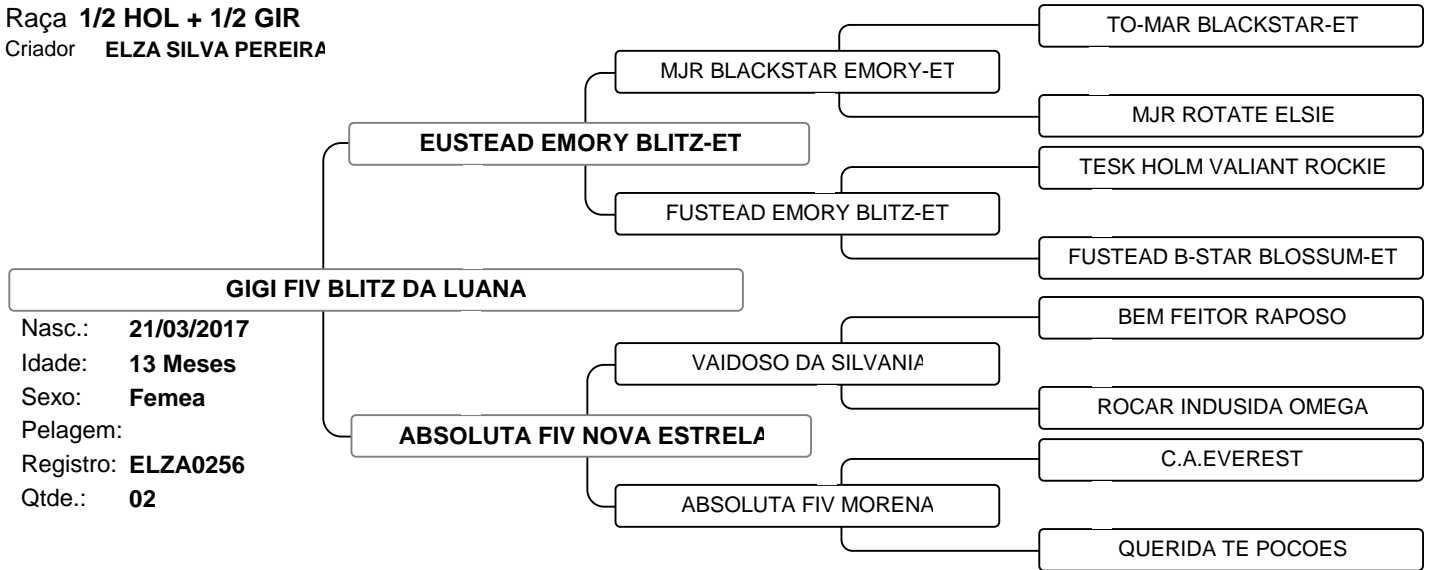 Raça 1/2 HOL + 1/2 GIR
Criador ELZA SILVA PEREIRA
TO-MAR BLACKSTAR-ET
MJR BLACKSTAR EMORY-ET
MJR ROTATE ELSIE
EUSTEAD EMORY BLITZ-ET
TESK HOLM VALIANT ROCKIE
FUSTEAD EMORY BLITZ-ET
FUSTEAD B-STAR BLOSSUM-ET
GIGI FIV BLITZ DA LUANA
Nasc.: 21/03/2017
Idade: 13 Meses
Sexo: Femea
Pelagem:
Registro: ELZA0256
Qtde.: 02
BEM FEITOR RAPOSO
VAIDOSO DA SILVANIA
ROCAR INDUSIDA OMEGA
ABSOLUTA FIV NOVA ESTRELA
C.A.EVEREST
ABSOLUTA FIV MORENA
QUERIDA TE POCOES